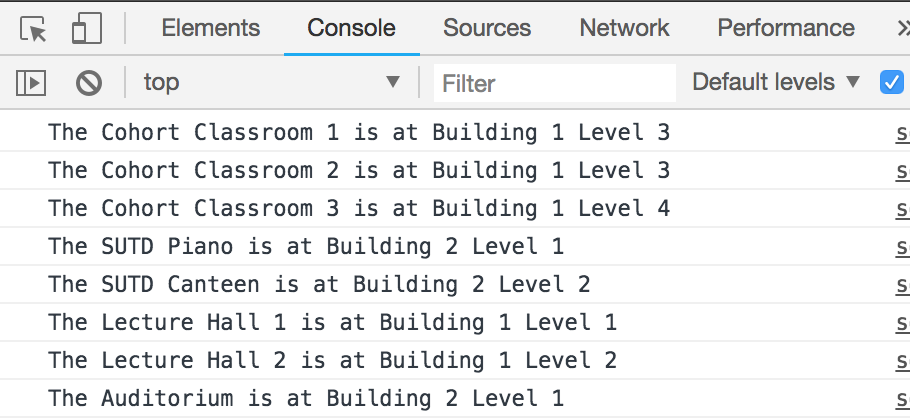 Elements Console Sources Network Performance »
top ▼ Filter Default levels ▼
The Cohort Classroom 1 is at Building 1 Level 3 s
The Cohort Classroom 2 is at Building 1 Level 3 s
The Cohort Classroom 3 is at Building 1 Level 4 s
The SUTD Piano is at Building 2 Level 1 s
The SUTD Canteen is at Building 2 Level 2 s
The Lecture Hall 1 is at Building 1 Level 1 s
The Lecture Hall 2 is at Building 1 Level 2 s
The Auditorium is at Building 2 Level 1 s